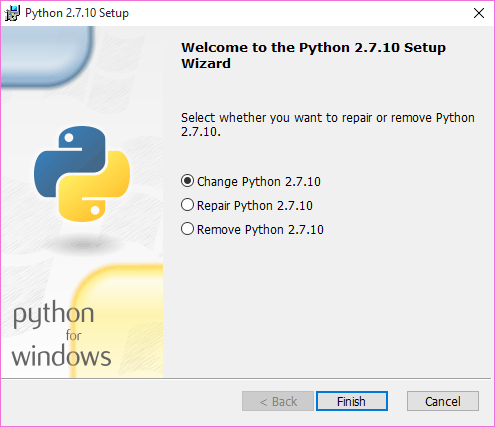 Python 2.7.10 Setup
Welcome to the Python 2.7.10 Setup
Wizard
Select whether you want to repair or remove Python
2.7.10.
Change Python 2.7.10
Repair Python 2.7.10
Remove Python 2.7.10
python
for
windows
< Back
Finish
Cancel